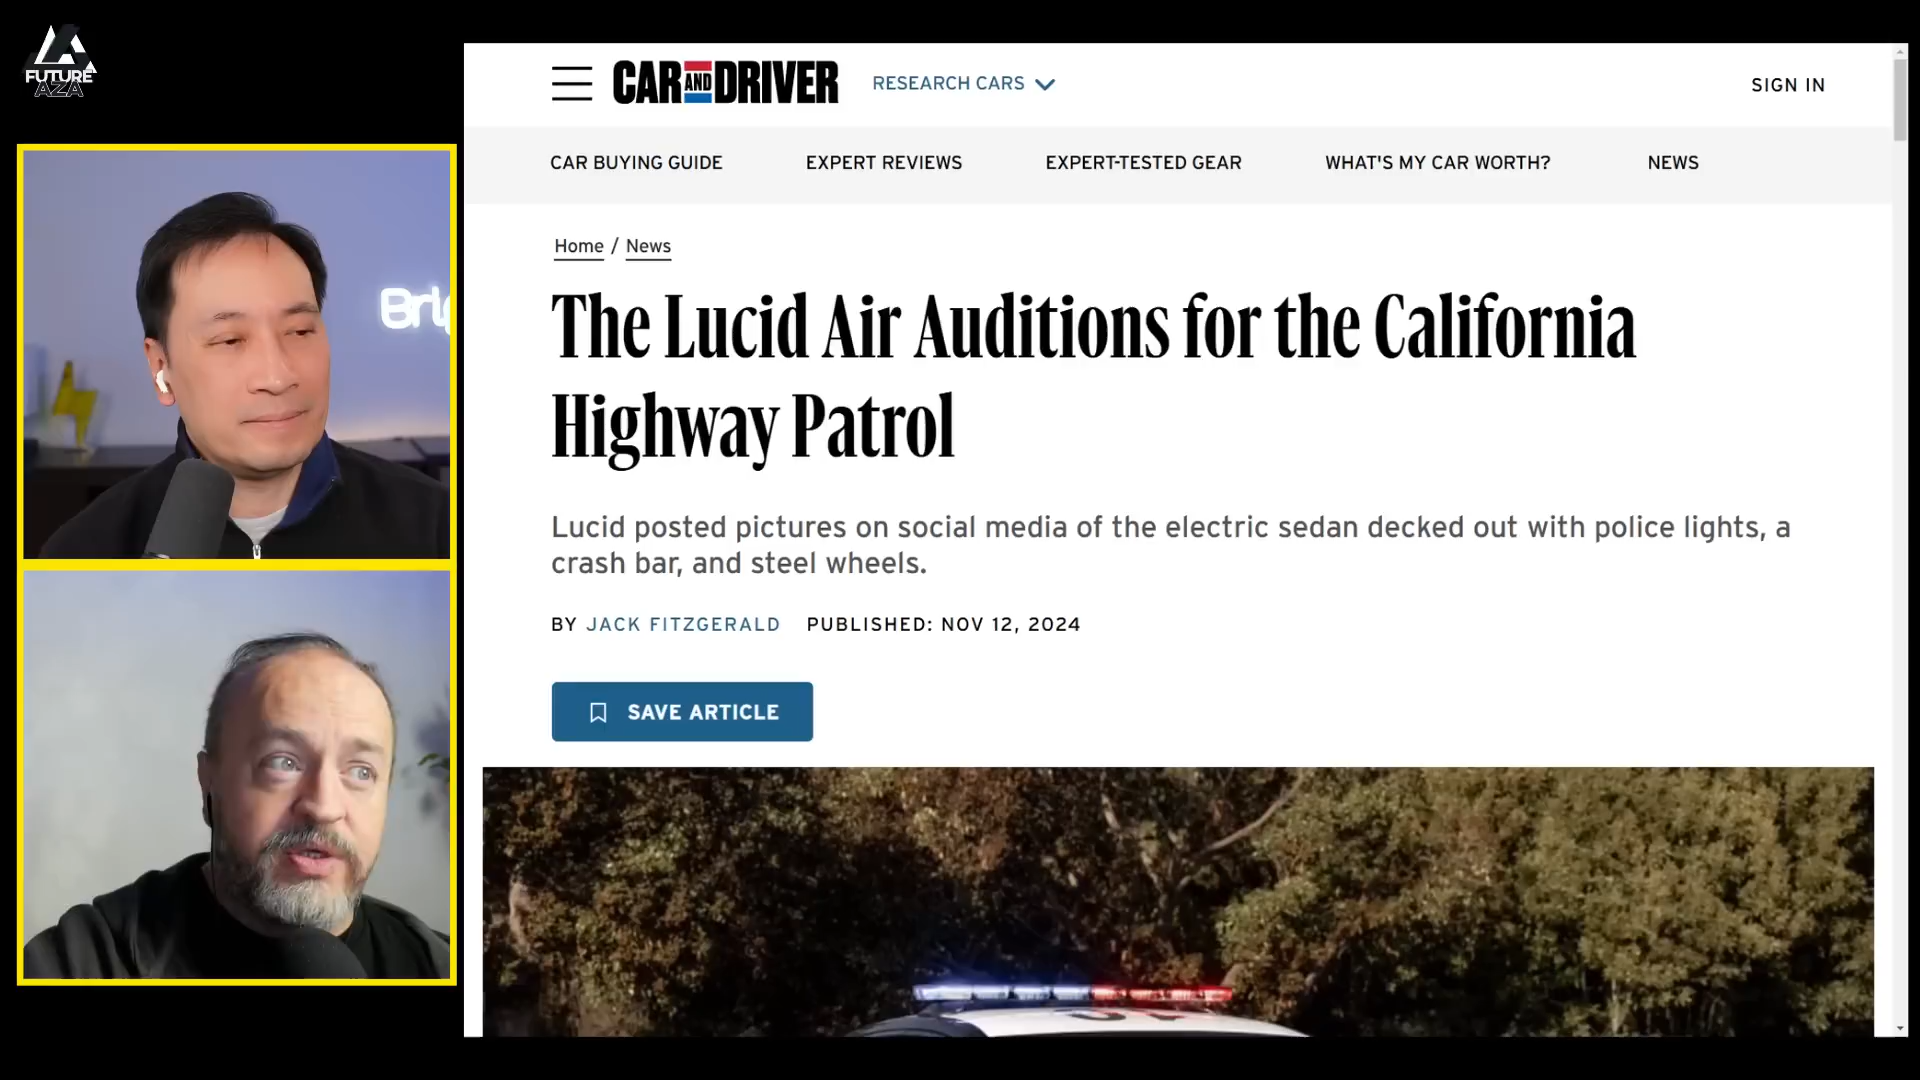 FUTURE
AZA
Bri
CAR AND DRIVER
RESEARCH CARS
SIGN IN
CAR BUYING GUIDE
EXPERT REVIEWS
EXPERT-TESTED GEAR
WHAT'S MY CAR WORTH?
NEWS
Home / News
The Lucid Air Auditions for the California
Highway Patrol
Lucid posted pictures on social media of the electric sedan decked out with police lights, a
crash bar, and steel wheels.
BY JACK FITZGERALD PUBLISHED: NOV 12, 2024
SAVE ARTICLE